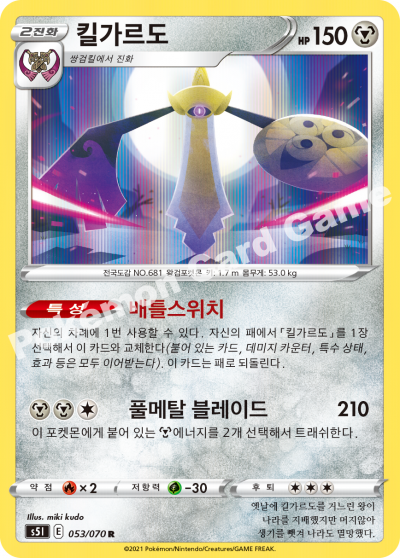 2진화
킬가르도
HP 150
쌍검킬에서 진화
전국도감 NO.681 왕검포켓몬 키: 1.7 m 몸무게: 53.0 kg
특성 배틀스위치
자신의 차례에 1번 사용할 수 있다. 자신의 패에서 「킬가르도」를 1장
선택해서 이 카드와 교체한다(붙어 있는 카드, 데미지 카운터, 특수 상태,
효과 등은 모두 이어받는다). 이 카드는 패로 되돌린다.
풀메탈 블레이드 210
이 포켓몬에게 붙어 있는 에너지를 2개 선택해서 트래쉬한다.
약점 ×2 저항력 -30 후퇴
Illus. miki kudo
s5I E 053/070 R
옛날에 킬가르도를 거느린 왕이
나라를 지배했지만 머지않아
생기를 뺏겨 나라도 멸망했다.
©2021 Pokémon/Nintendo/Creatures/GAME FREAK.
Pokémon Card Game